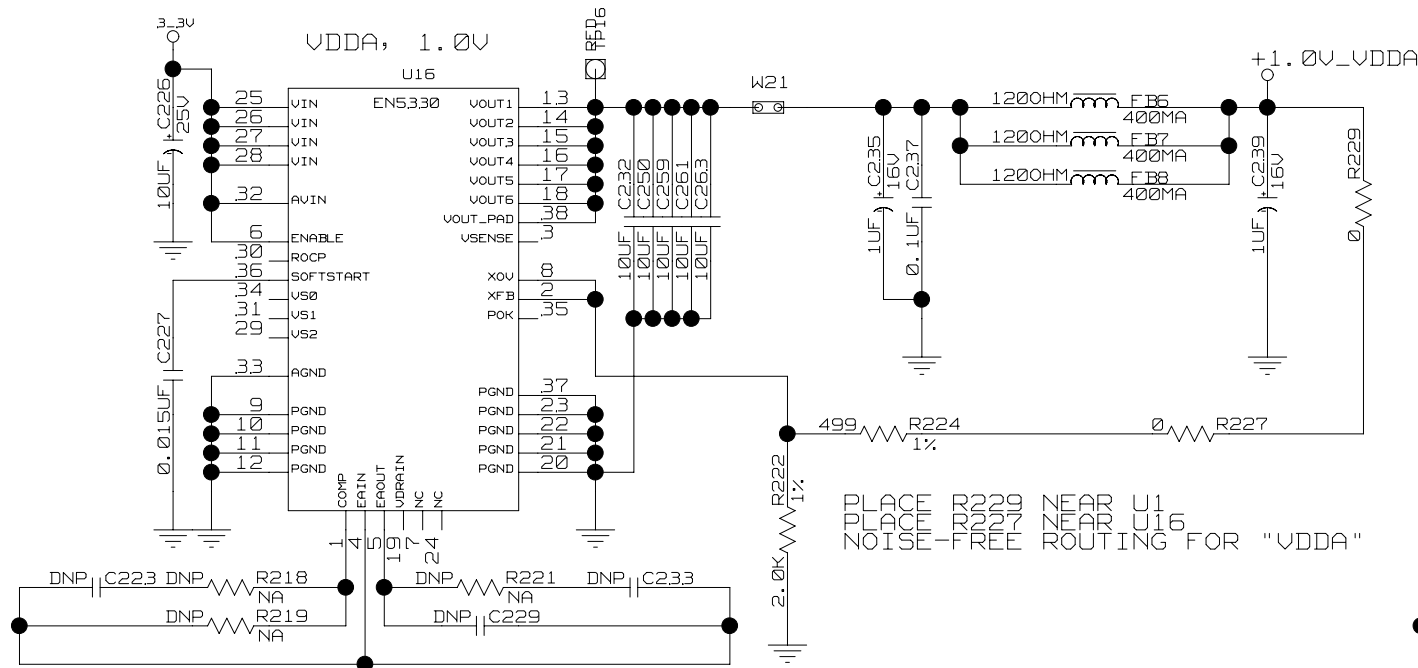 3_3V
VDDA, 1.0V
U16
EN5330
C226
25V
10UF
25 VIN
26 VIN
27 VIN
28 VIN
32 AVIN
6 ENABLE
30 ROCP
36 SOFTSTART
34 VS0
31 VS1
29 VS2
33 AGND
9 PGND
10 PGND
11 PGND
12 PGND
VOUT1 13
VOUT2 14
VOUT3 15
VOUT4 16
VOUT5 17
VOUT6 18
VOUT_PAD 38
VSENSE 3
XOV 8
XFB 2
POK 35
PGND 37
PGND 23
PGND 22
PGND 21
PGND 20
COMP 1
EAIN 4
EAOUT 5
VDRAIN 19
NC 7
NC 24
C227
0.015UF
RED
TP16
C232
C250
C259
C261
C263
10UF
10UF
10UF
10UF
10UF
W21
C235
16V
1UF
C237
0.1UF
120OHM FB6
400MA
120OHM FB7
400MA
120OHM FB8
400MA
+1.0V_VDDA
C239
16V
1UF
R229
0
499 R224
1%
0 R227
R222
1%
2.0K
PLACE R229 NEAR U1
PLACE R227 NEAR U16
NOISE-FREE ROUTING FOR "VDDA"
DNP C223 DNP R218
NA
DNP R219
NA
DNP R221 DNP C233
NA
DNP C229